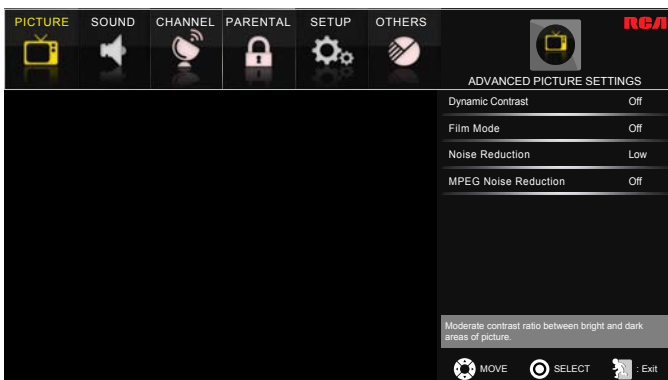 PICTURE SOUND CHANNEL PARENTAL SETUP OTHERS
RCA
ADVANCED PICTURE SETTINGS
Dynamic Contrast Off
Film Mode Off
Noise Reduction Low
MPEG Noise Reduction Off
Moderate contrast ratio between bright and dark
areas of picture.
MOVE SELECT : Exit